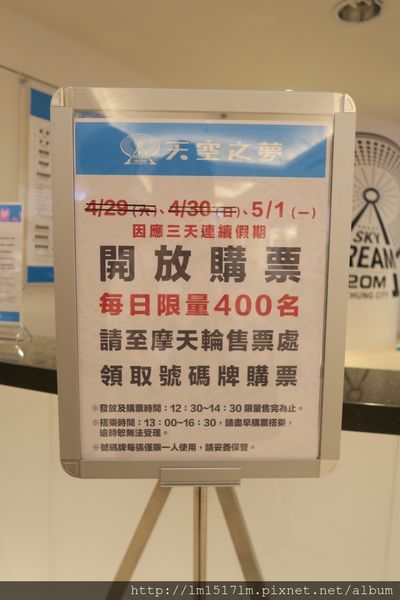 天空之夢
4/29(六)、4/30(日)、5/1(一)
因應三天連續假期
開放購票
每日限量400名
請至摩天輪售票處
領取號碼牌購票
※發放及購票時間：12：30~14：30 限量售完為止。
※搭乘時間：13：00~16：30，請盡早購票搭乘，
逾時恕無法受理。
※號碼牌每張僅限一人使用，請妥善保管。
SKY
DREAM
120M
CHUNG CITY
http://lm1517lm.pixnet.net/album